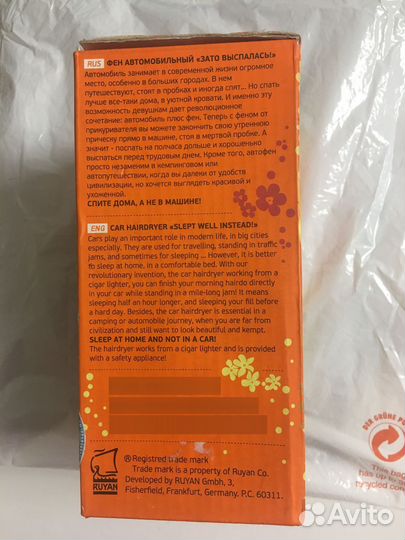 RUS ФЕН АВТОМОБИЛЬНЫЙ «ЗАТО ВЫСПАЛАСЬ!»
Автомобиль занимает в современной жизни огромное
место, особенно в больших городах. В нем
путешествуют, стоят в пробках и иногда спят... Но спать
лучше все-таки дома, в уютной кровати. И именно эту
возможность девушкам дает революционное
сочетание: автомобиль плюс фен. Теперь с феном от
прикуривателя вы можете закончить свою утреннюю
прическу прямо в машине, стоя в мертвой пробке. А
значит - поспать на полчаса дольше и хорошенько
выспаться перед трудовым днем. Кроме того, автофен
просто незаменим в кемпинговом или
автопутешествии, когда вы далеки от удобств
цивилизации, но хочется выглядеть красивой и
ухоженной.
СПИТЕ ДОМА, А НЕ В МАШИНЕ!
ENG CAR HAIRDRYER «SLEPT WELL INSTEAD!»
Cars play an important role in modern life, in big cities
especially. They are used for travelling, standing in traffic
jams, and sometimes for sleeping ... However, it is better
to sleep at home, in a comfortable bed. With our
revolutionary invention, the car hairdryer working from a
cigar lighter, you can finish your morning hairdo directly
in your car while standing in a mile-long jam! It means
sleeping half an hour longer, and sleeping your fill before
a hard day. Besides, the car hairdryer is essential in a
camping or automobile journey, when you are far from
civilization and still want to look beautiful and kempt.
SLEEP AT HOME AND NOT IN A CAR!
The hairdryer works from a cigar lighter and is provided
with a safety appliance!
® Registred trade mark
Trade mark is a property of Ruyan Co.
Developed by RUYAN Gmbh, 3,
Fisherfield, Frankfurt, Germany. P.C. 60311.
RUYAN
DER GRÜNE
This bag
has up to
recycled
Avito